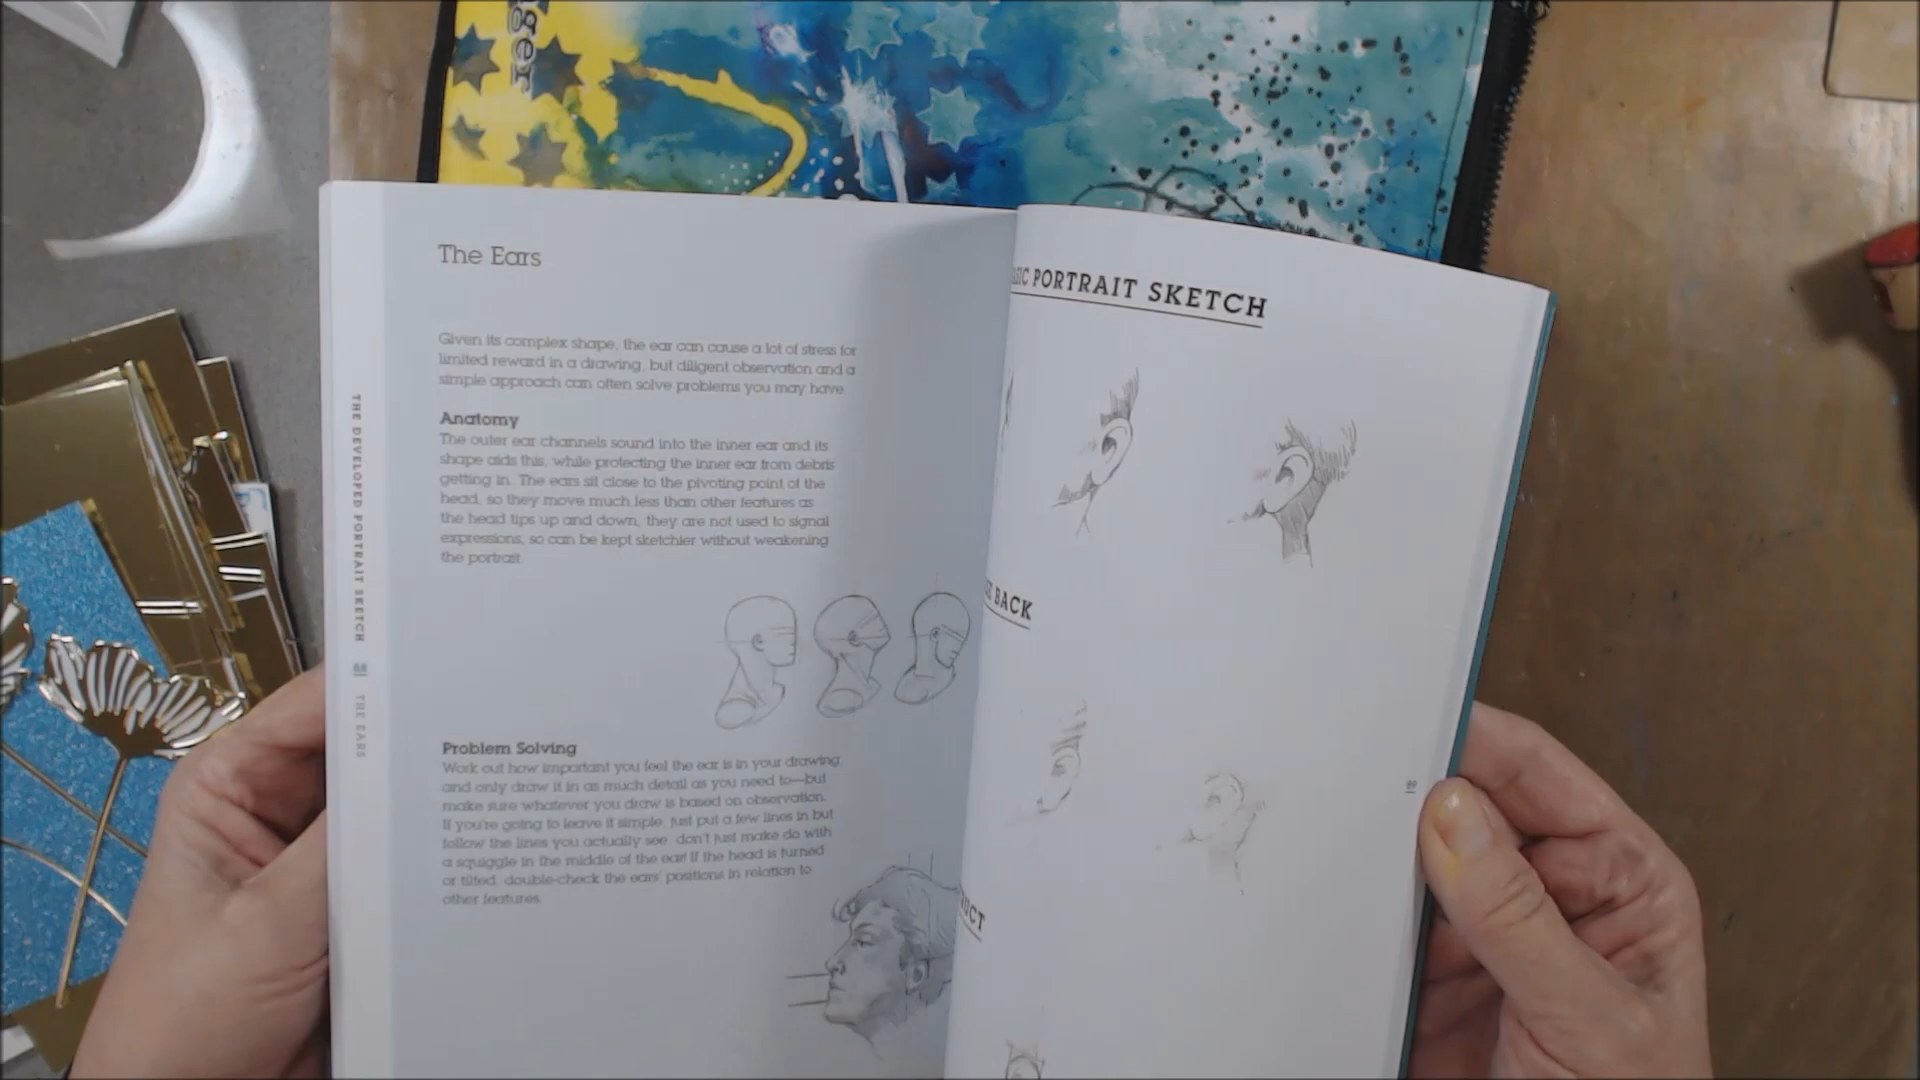 ger
The Ears
Given its complex shape, the ear can cause a lot of stress for
limited reward in a drawing, but diligent observation and a
simple approach can often solve problems you may have.
Anatomy
The outer ear channels sound into the inner ear and its
shape aids this, while protecting the inner ear from debris
getting in. The ears sit close to the pivoting point of the
head, so they move much less than other features as
the head tips up and down; they are not used to signal
expressions, so can be kept sketchier without weakening
the portrait.
Problem Solving
Work out how important you feel the ear is in your drawing
and only draw it in as much detail as you need to—but
make sure whatever you draw is based on observation.
If you're going to leave it simple, just put a few lines in but
follow the lines you actually see; don't just make do with
a squiggle in the middle of the ear! If the head is turned
or tilted, double-check the ears' positions in relation to
other features.
THE DEVELOPED PORTRAIT SKETCH
88
THE EARS
PORTRAIT SKETCH
BACK
UCT
89